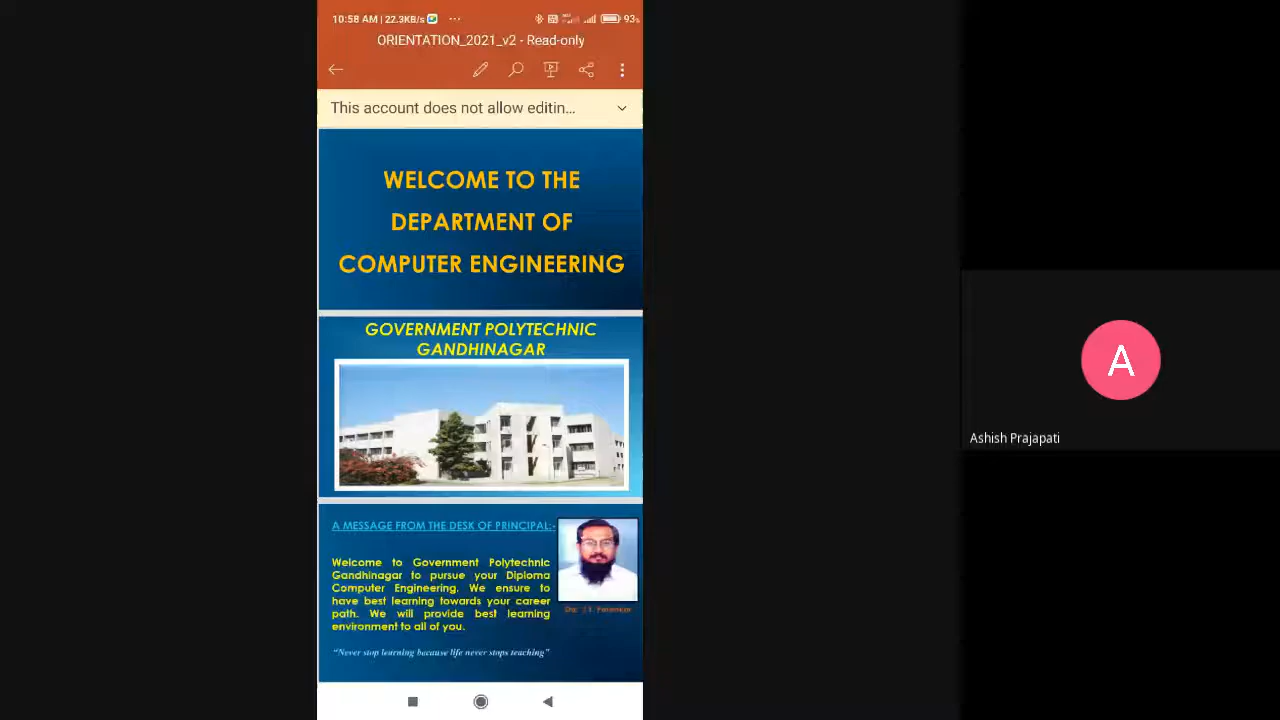 10:58 AM | 22.3KB/s
93%
ORIENTATION_2021_v2 - Read-only
This account does not allow editin...
WELCOME TO THE
DEPARTMENT OF
COMPUTER ENGINEERING
GOVERNMENT POLYTECHNIC
GANDHINAGAR
A MESSAGE FROM THE DESK OF PRINCIPAL:-
Welcome to Government Polytechnic
Gandhinagar to pursue your Diploma
Computer Engineering. We ensure to
have best learning towards your career
path. We will provide best learning
environment to all of you.
"Never stop learning because life never stops teaching"
A
Ashish Prajapati